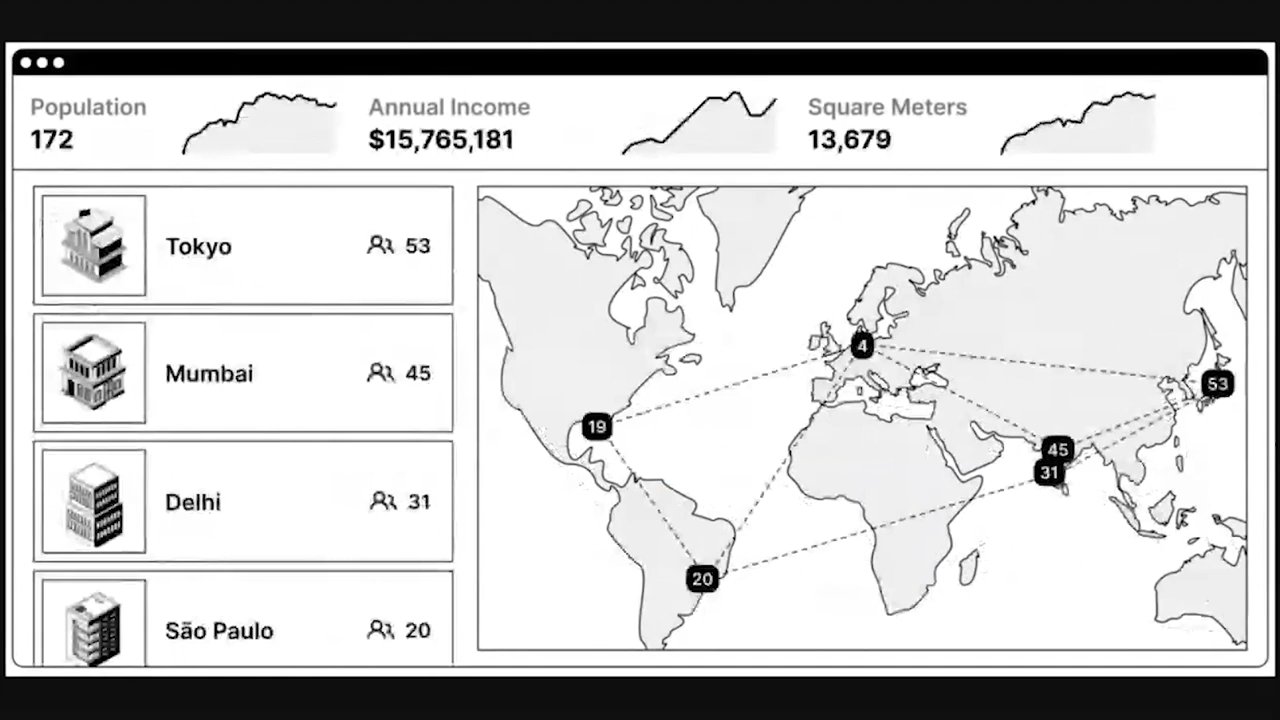 Population
172
Annual Income
$15,765,181
Square Meters
13,679
Tokyo
53
Mumbai
45
Delhi
31
São Paulo
20
4
53
19
45
31
20